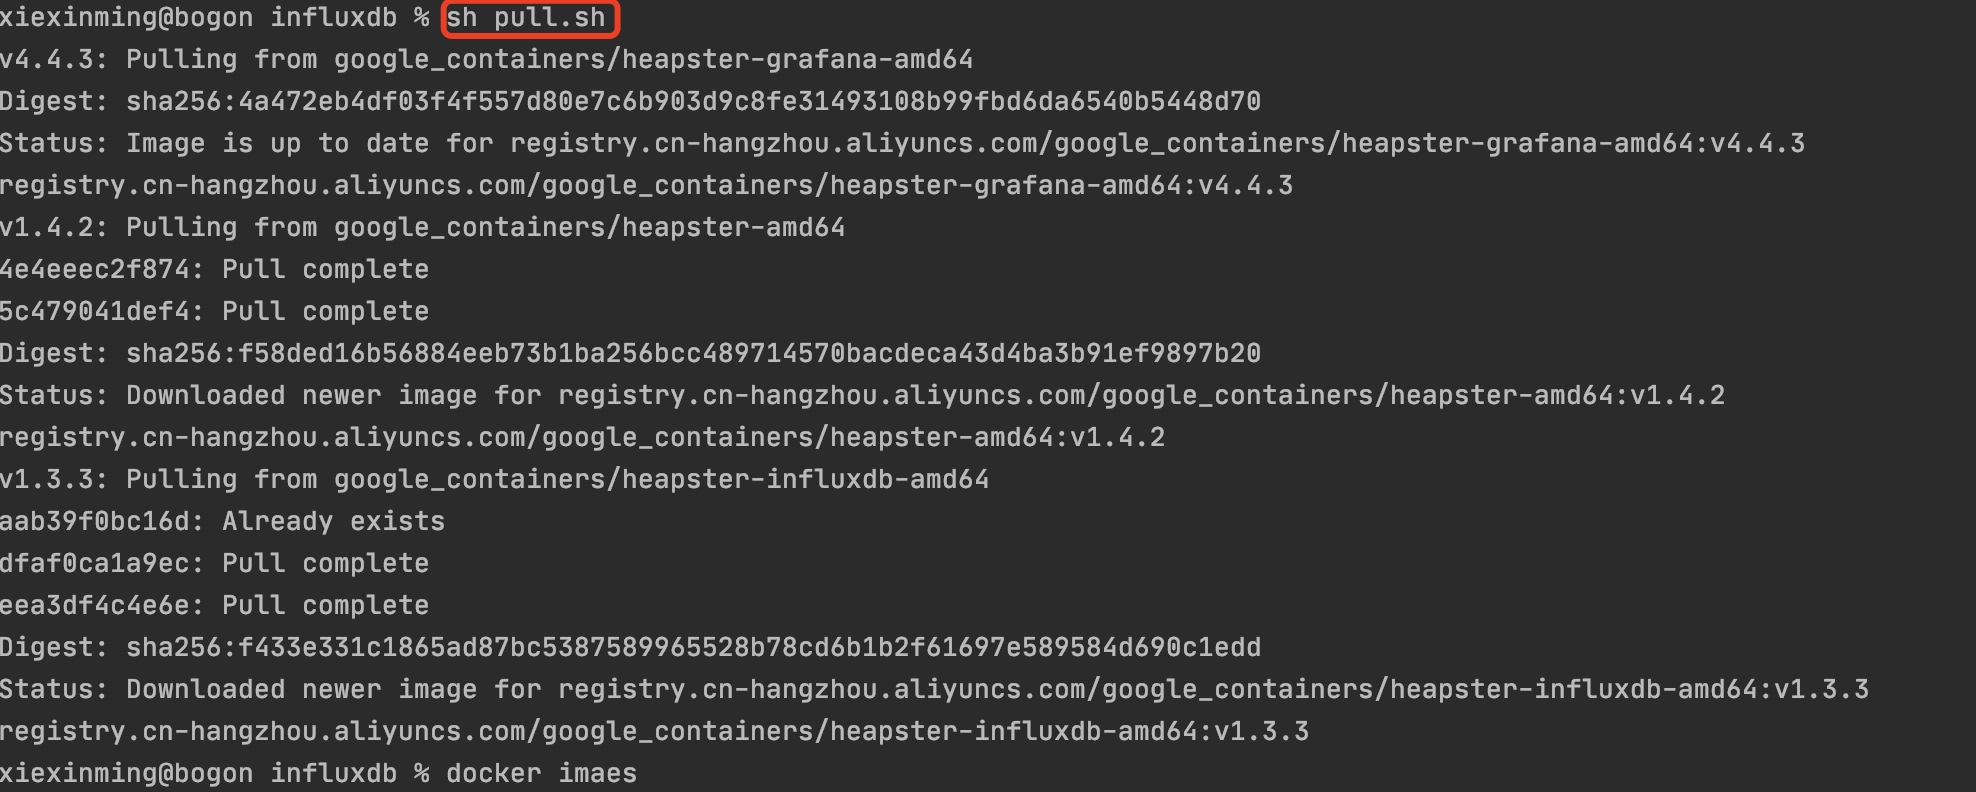 xiexinming@bogon influxdb % sh pull.sh
v4.4.3: Pulling from google_containers/heapster-grafana-amd64
Digest: sha256:4a472eb4df03f4f557d80e7c6b903d9c8fe31493108b99fbd6da6540b5448d70
Status: Image is up to date for registry.cn-hangzhou.aliyuncs.com/google_containers/heapster-grafana-amd64:v4.4.3
registry.cn-hangzhou.aliyuncs.com/google_containers/heapster-grafana-amd64:v4.4.3
v1.4.2: Pulling from google_containers/heapster-amd64
4e4eeec2f874: Pull complete
5c479041def4: Pull complete
Digest: sha256:f58ded16b56884eeb73b1ba256bcc489714570bacdeca43d4ba3b91ef9897b20
Status: Downloaded newer image for registry.cn-hangzhou.aliyuncs.com/google_containers/heapster-amd64:v1.4.2
registry.cn-hangzhou.aliyuncs.com/google_containers/heapster-amd64:v1.4.2
v1.3.3: Pulling from google_containers/heapster-influxdb-amd64
aab39f0bc16d: Already exists
dfaf0ca1a9ec: Pull complete
eea3df4c4e6e: Pull complete
Digest: sha256:f433e331c1865ad87bc5387589965528b78cd6b1b2f61697e589584d690c1edd
Status: Downloaded newer image for registry.cn-hangzhou.aliyuncs.com/google_containers/heapster-influxdb-amd64:v1.3.3
registry.cn-hangzhou.aliyuncs.com/google_containers/heapster-influxdb-amd64:v1.3.3
xiexinming@bogon influxdb % docker imaes